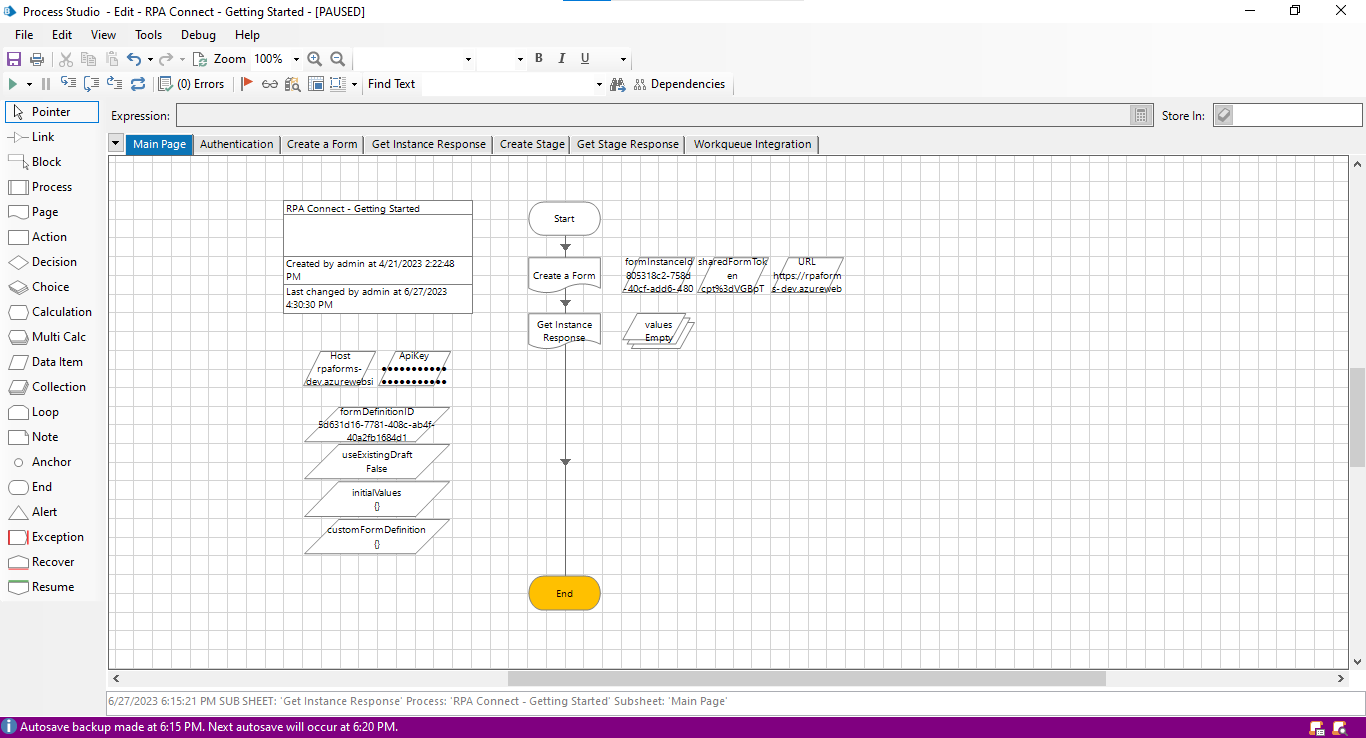 Process Studio - Edit - RPA Connect - Getting Started - [PAUSED]
File Edit View Tools Debug Help
Zoom 100% B I U
(0) Errors Find Text Dependencies
Pointer
Link
Block
Process
Page
Action
Decision
Choice
Calculation
Multi Calc
Data Item
Collection
Loop
Note
Anchor
End
Alert
Exception
Recover
Resume
Expression: Store In:
Main Page Authentication Create a Form Get Instance Response Create Stage Get Stage Response Workqueue Integration
RPA Connect - Getting Started
Created by admin at 4/21/2023 2:22:48
PM
Last changed by admin at 6/27/2023
4:30:30 PM
Host
rpaforms-
dev.azurewebsi
ApiKey
●●●●●●●●●●●
●●●●●●●●●●●
formDefinitionID
5d631d16-7781-408c-ab4f-
40a2fb1684d1
useExistingDraft
False
initialValues
{}
customFormDefinition
{}
Start
Create a Form
Get Instance
Response
End
formInstanceId
805318c2-758d
-40cf-add6-480
sharedFormTok
en
cpt%3dVGBpT
URL
https://rpaform
s-dev.azureweb
values
Empty
6/27/2023 6:15:21 PM SUB SHEET: 'Get Instance Response' Process: 'RPA Connect - Getting Started' Subsheet: 'Main Page'
Autosave backup made at 6:15 PM. Next autosave will occur at 6:20 PM.